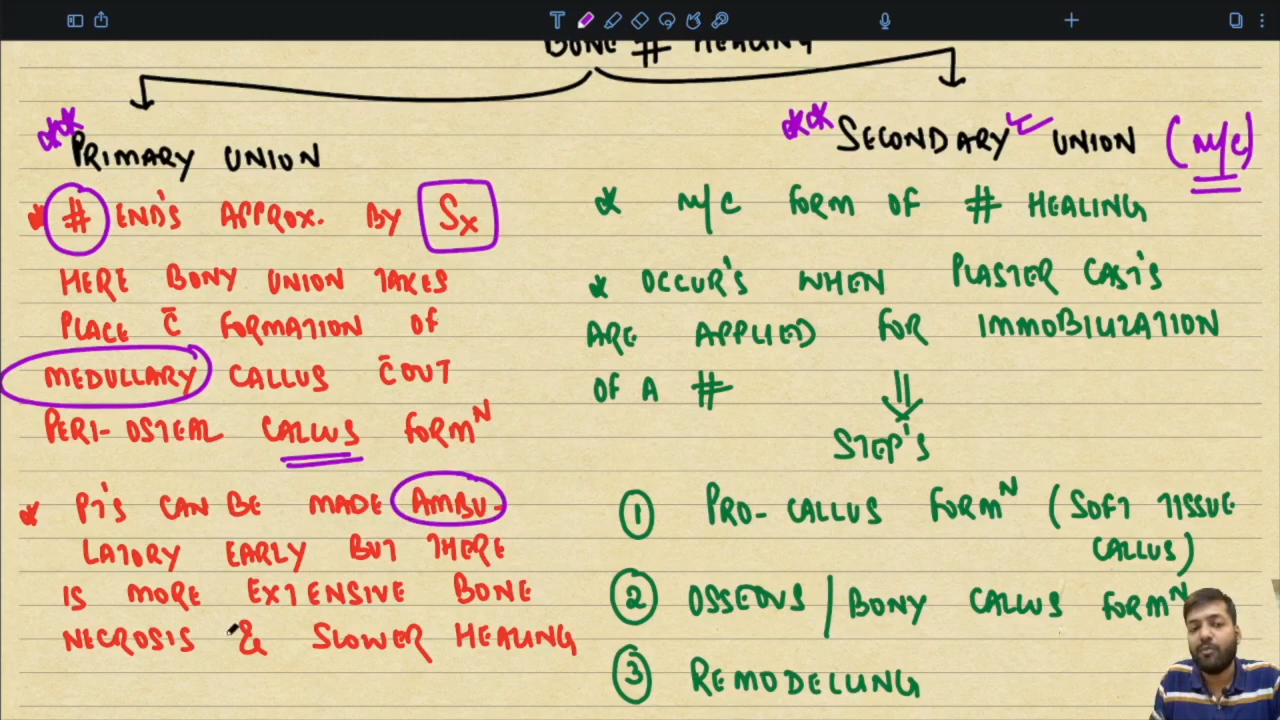 BONE # HEALING
** PRIMARY UNION
* # END'S APPROX. BY Sx
HERE BONY UNION TAKES
PLACE c̄ FORMATION OF
MEDULLARY CALLUS c̄OUT
PERI-OSTEAL CALLUS FORMᴺ
* PT'S CAN BE MADE AMBU-
LATORY EARLY BUT THERE
IS MORE EXTENSIVE BONE
NECROSIS & SLOWER HEALING
** SECONDARY UNION (M/C)
* M/C FORM OF # HEALING
* OCCUR'S WHEN PLASTER CAST'S
ARE APPLIED FOR IMMOBILIZATION
OF A #
STEP'S
① PRO-CALLUS FORMᴺ (SOFT TISSUE
CALLUS)
② OSSEOUS / BONY CALLUS FORMᴺ
③ REMODELLING